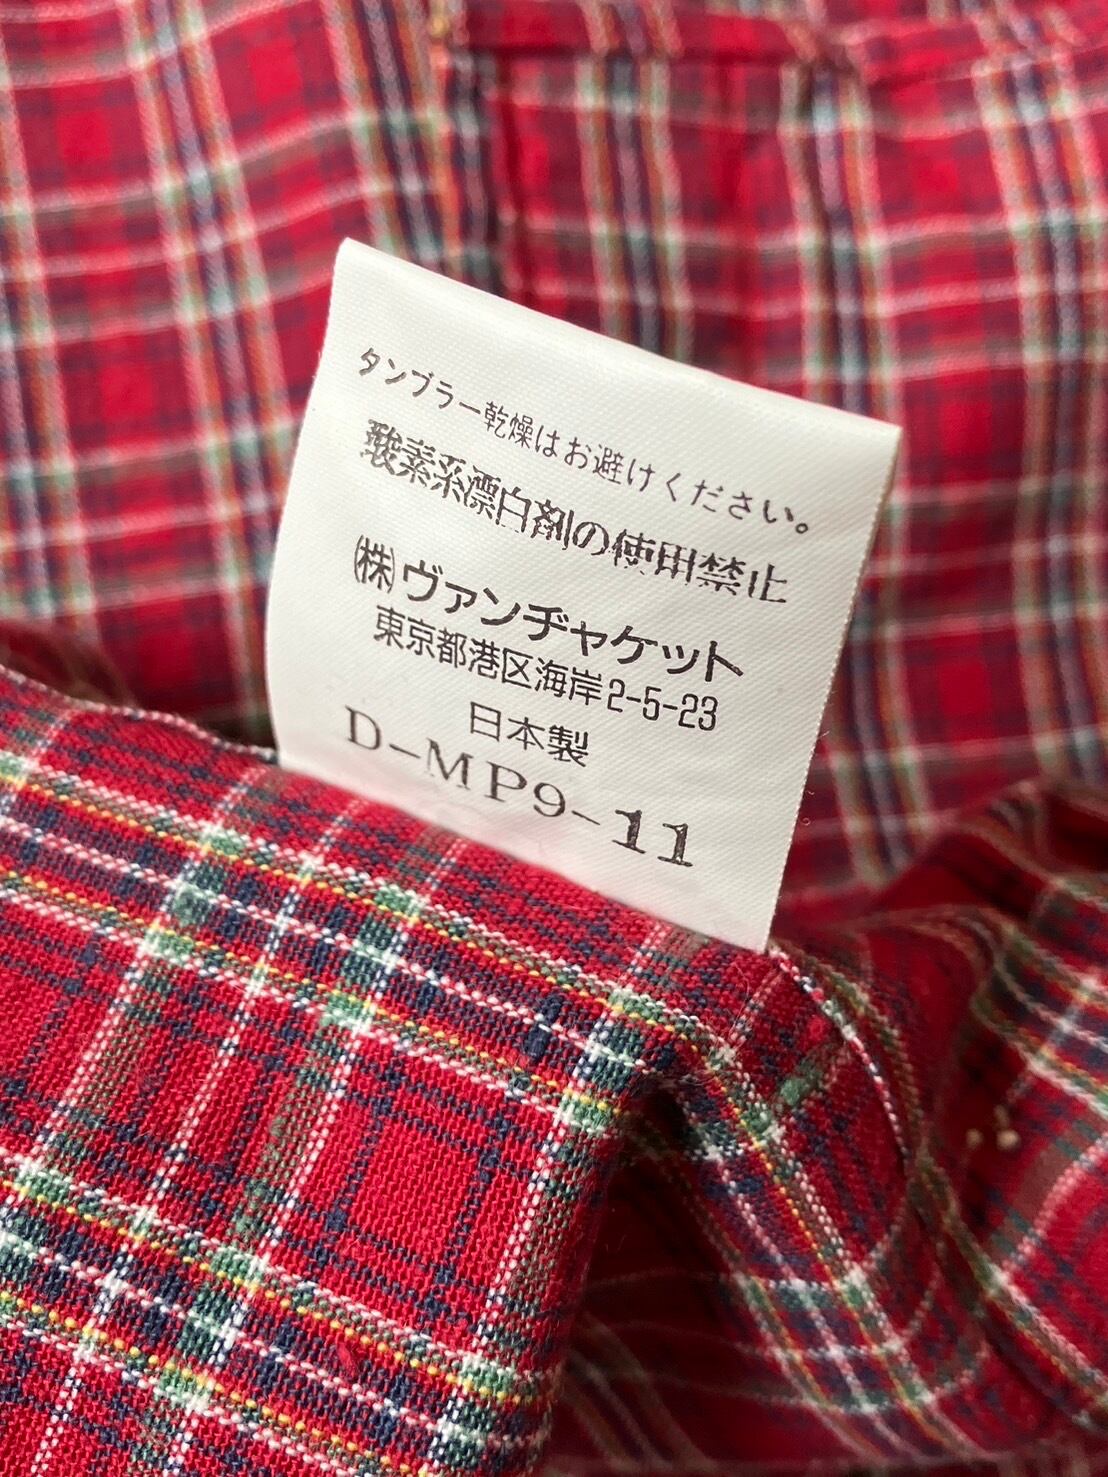 タンブラー乾燥はお避けください。
酸素系漂白剤の使用禁止
㈱ヴァンヂャケット
東京都港区海岸2-5-23
日本製
D-MP9-11